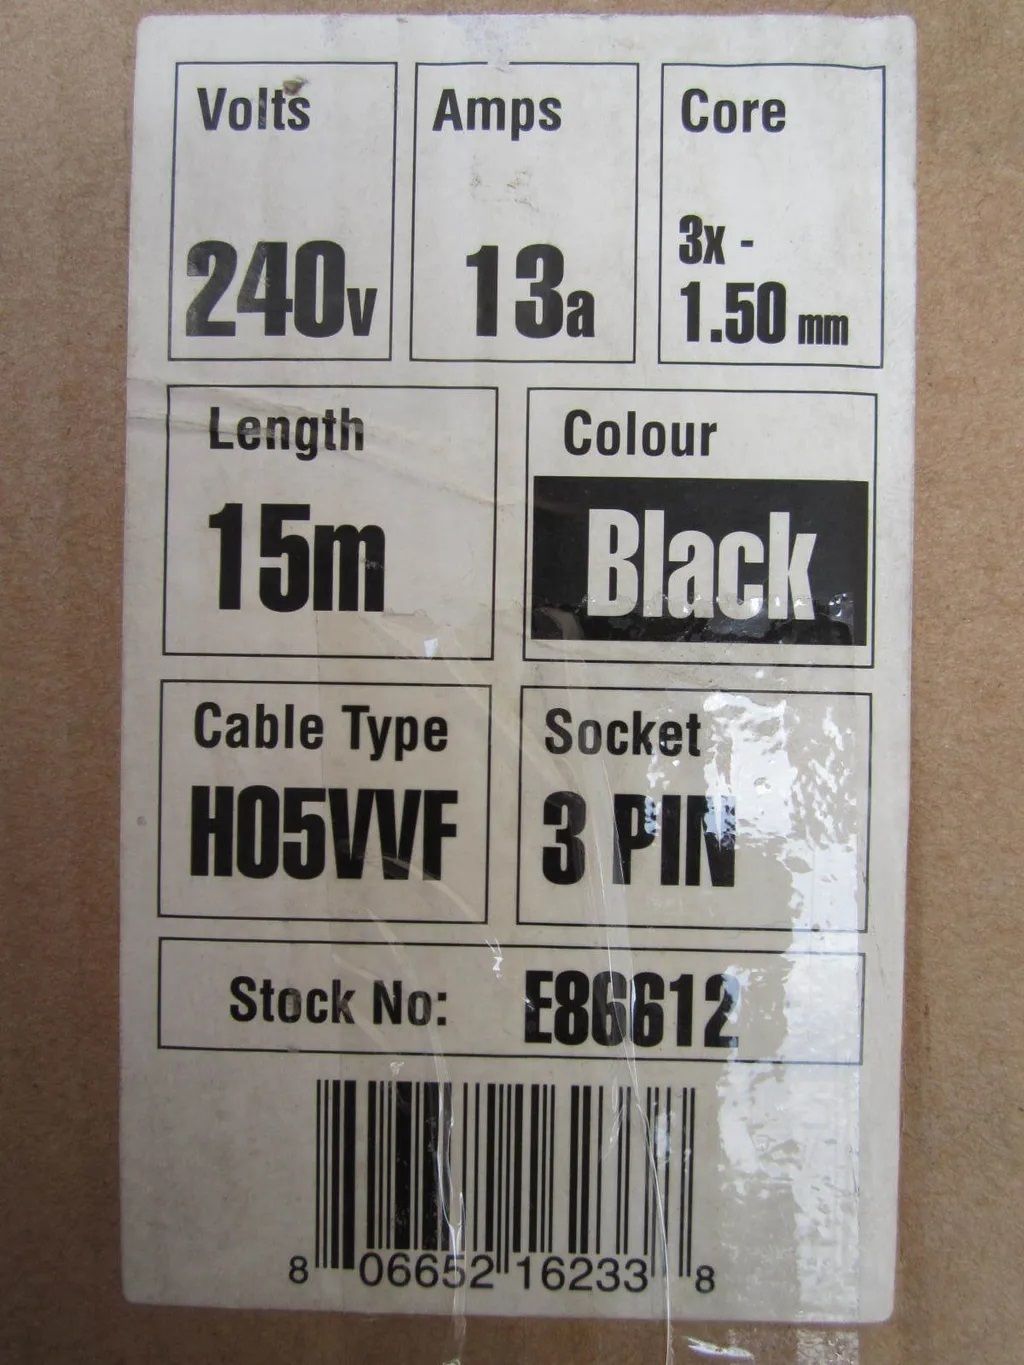 Volts
240v
Amps
13a
Core
3x -
1.50 mm
Length
15m
Colour
Black
Cable Type
H05VVF
Socket
3 PIN
Stock No: E86612
8 06652 16233 8